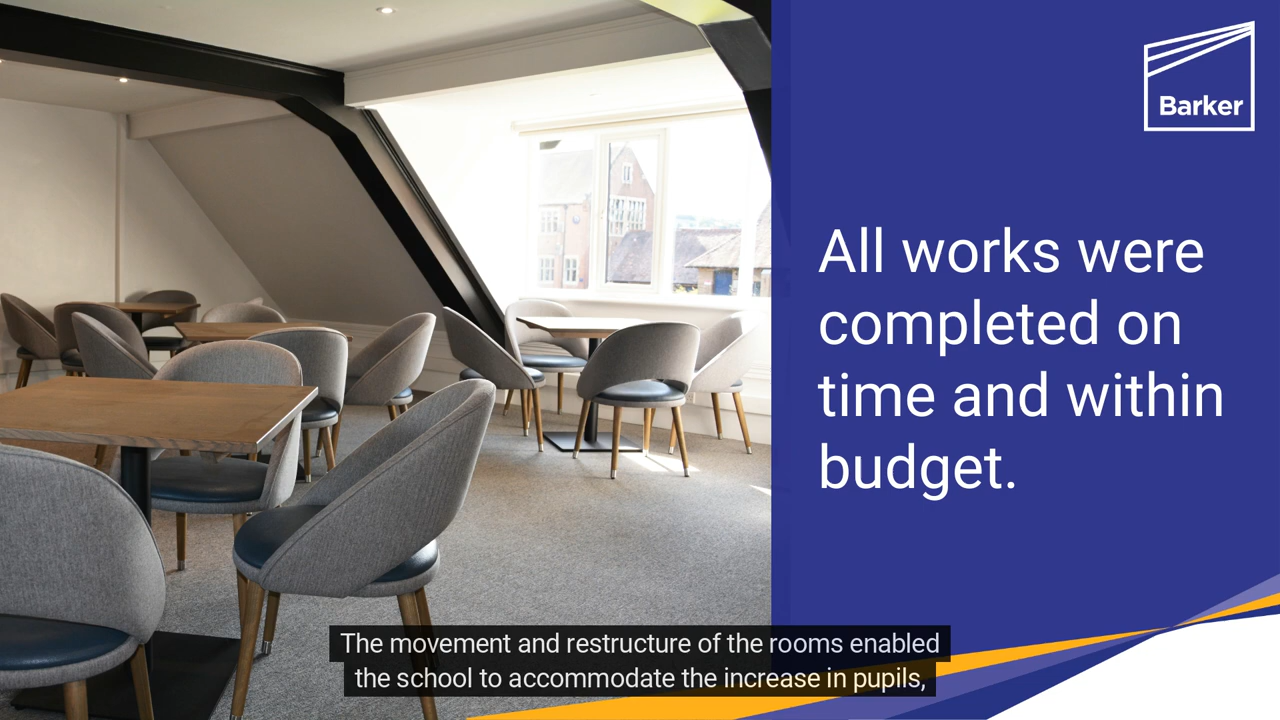 Barker
All works were
completed on
time and within
budget.
The movement and restructure of the rooms enabled
the school to accommodate the increase in pupils,